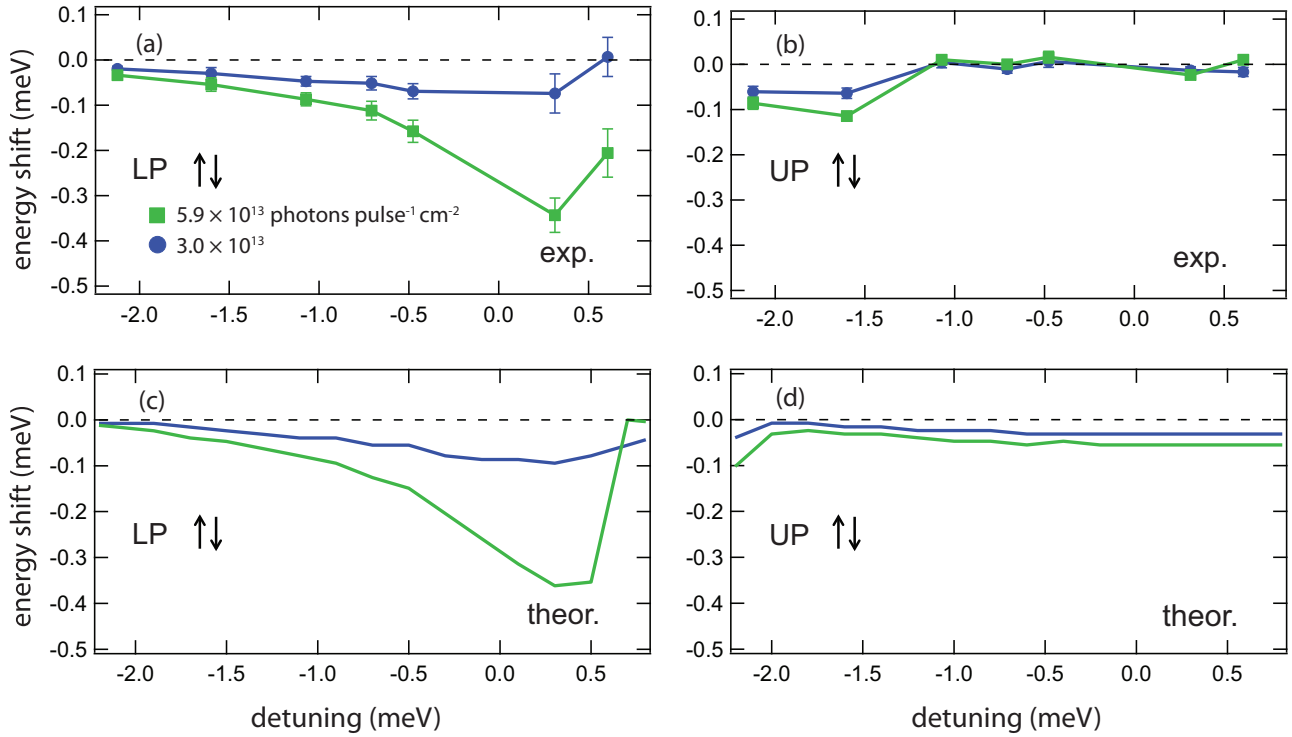 0.1
0.0
-0.1
-0.2
-0.3
-0.4
-0.5
energy shift (meV)
(a)
LP ↑↓
5.9 × 10¹³ photons pulse⁻¹ cm⁻²
3.0 × 10¹³
exp.
-2.0 -1.5 -1.0 -0.5 0.0 0.5
0.1
0.0
-0.1
-0.2
-0.3
-0.4
-0.5
(b)
UP ↑↓
exp.
-2.0 -1.5 -1.0 -0.5 0.0 0.5
0.1
0.0
-0.1
-0.2
-0.3
-0.4
-0.5
energy shift (meV)
(c)
LP ↑↓
theor.
-2.0 -1.5 -1.0 -0.5 0.0 0.5
detuning (meV)
0.1
0.0
-0.1
-0.2
-0.3
-0.4
-0.5
(d)
UP ↑↓
theor.
-2.0 -1.5 -1.0 -0.5 0.0 0.5
detuning (meV)